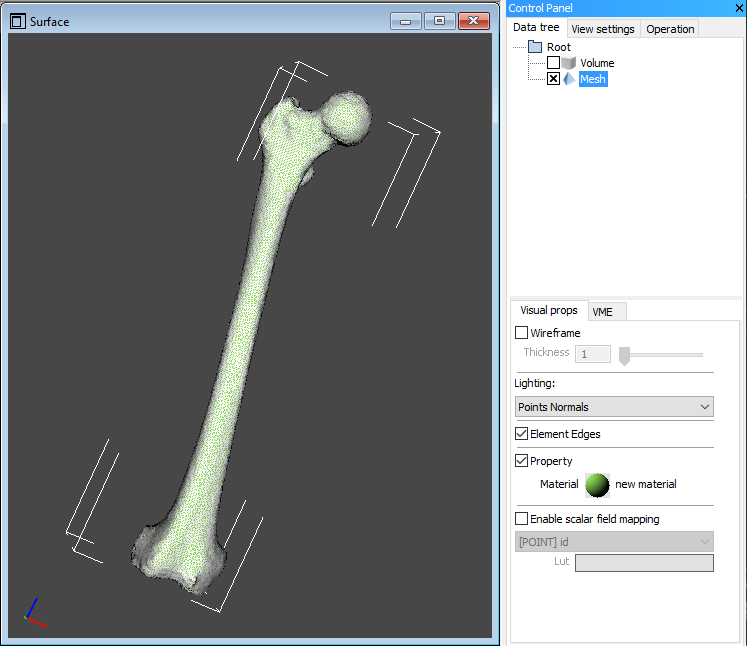 Surface
Control Panel
Data tree
View settings
Operation
Root
Volume
Mesh
Visual props
VME
Wireframe
Thickness
1
Lighting:
Points Normals
Element Edges
Property
Material
new material
Enable scalar field mapping
[POINT] id
Lut